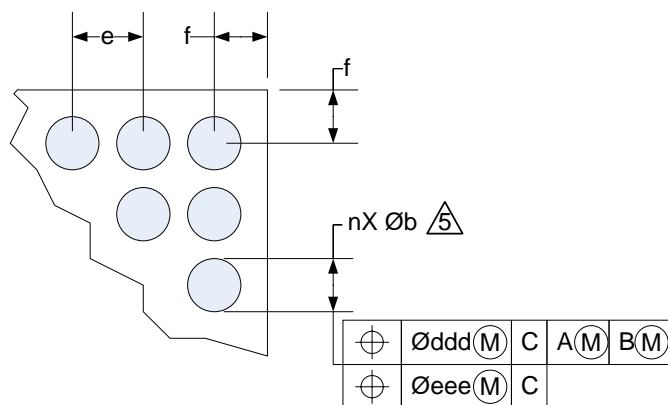 e
f
f
nX Øb 5
⌖ Øddd Ⓜ C A Ⓜ B Ⓜ
⌖ Øeee Ⓜ C